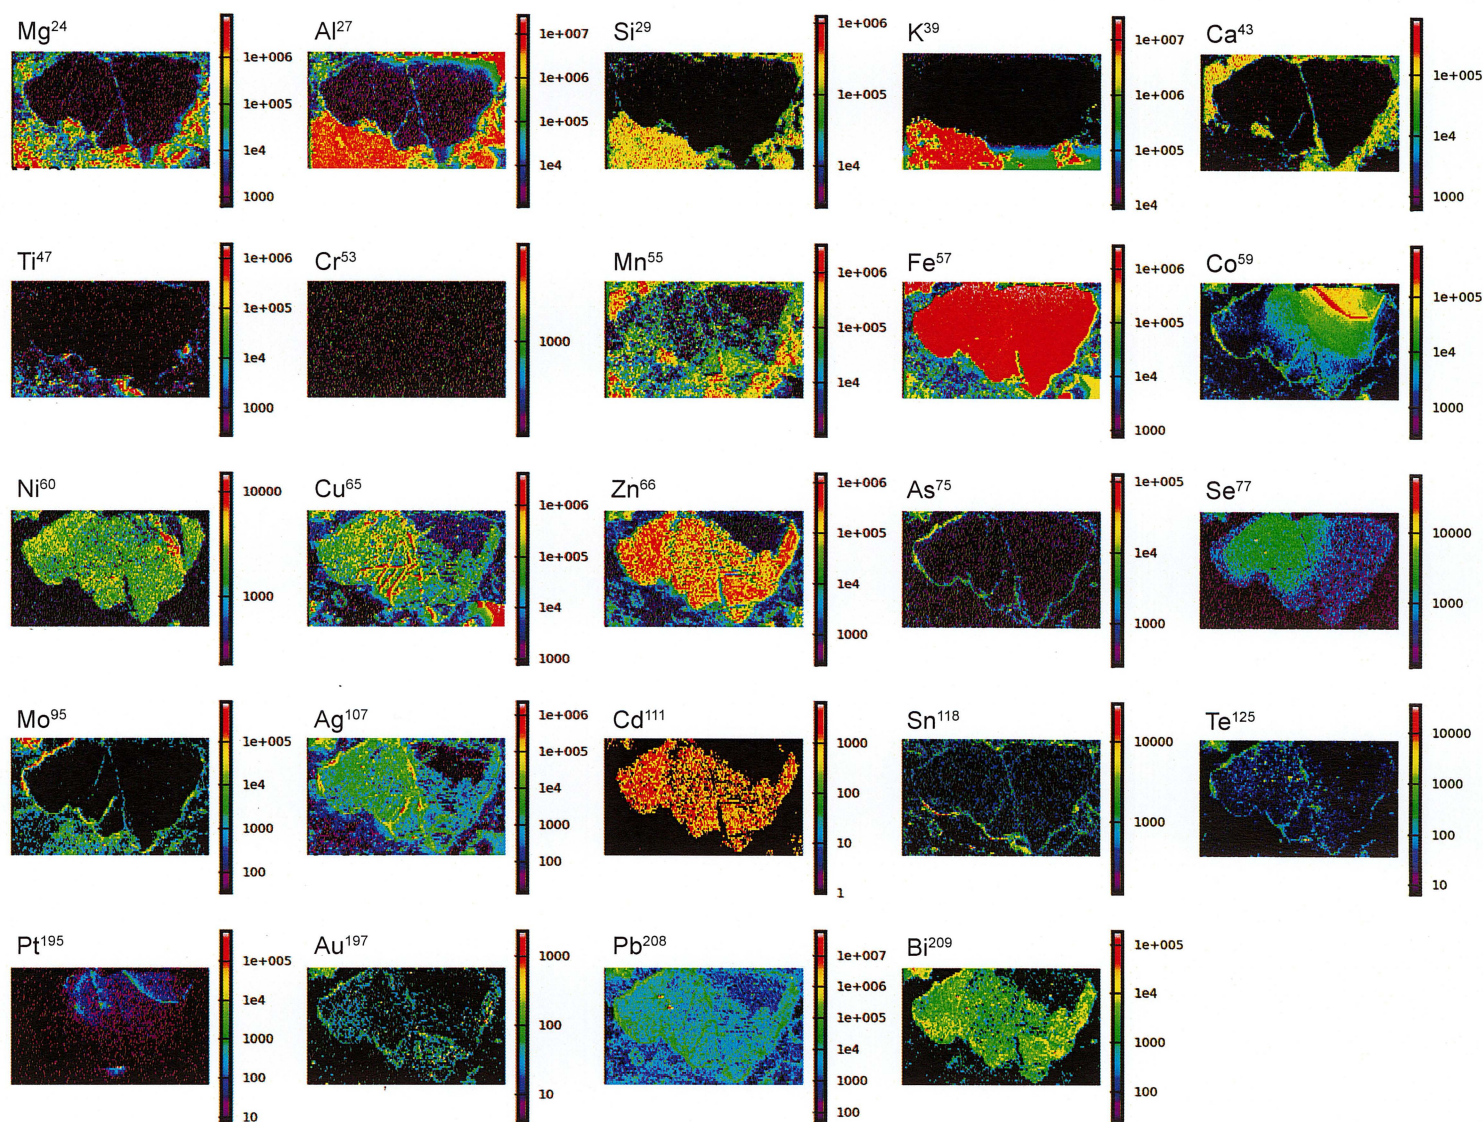 Mg24 Al27 Si29 K39 Ca43
1e+006 1e+007 1e+006 1e+007 1e+005
1e+005 1e+006 1e+005 1e+006 1e4
1e4 1e+005 1e4 1e+005 1000
1000 1e4 1e4
Ti47 Cr53 Mn55 Fe57 Co59
1e+006 1000 1e+006 1e+006 1e+005
1e+005 1e+005 1e+005 1e4
1e4 1e4 1e4 1000
1000 1000
Ni60 Cu65 Zn66 As75 Se77
10000 1e+006 1e+006 1e+005 10000
1000 1e+005 1e+005 1e4 1000
1e4 1e4 1000
1000 1000
Mo95 Ag107 Cd111 Sn118 Te125
1e+005 1e+006 1000 10000 10000
1e4 1e+005 100 1000 1000
1000 1e4 10 100
100 1000 1 10
100
Pt195 Au197 Pb208 Bi209
1e+005 1000 1e+007 1e+005
1e4 100 1e+006 1e4
1000 10 1e+005 1000
100 1e4 100
10 1000
100